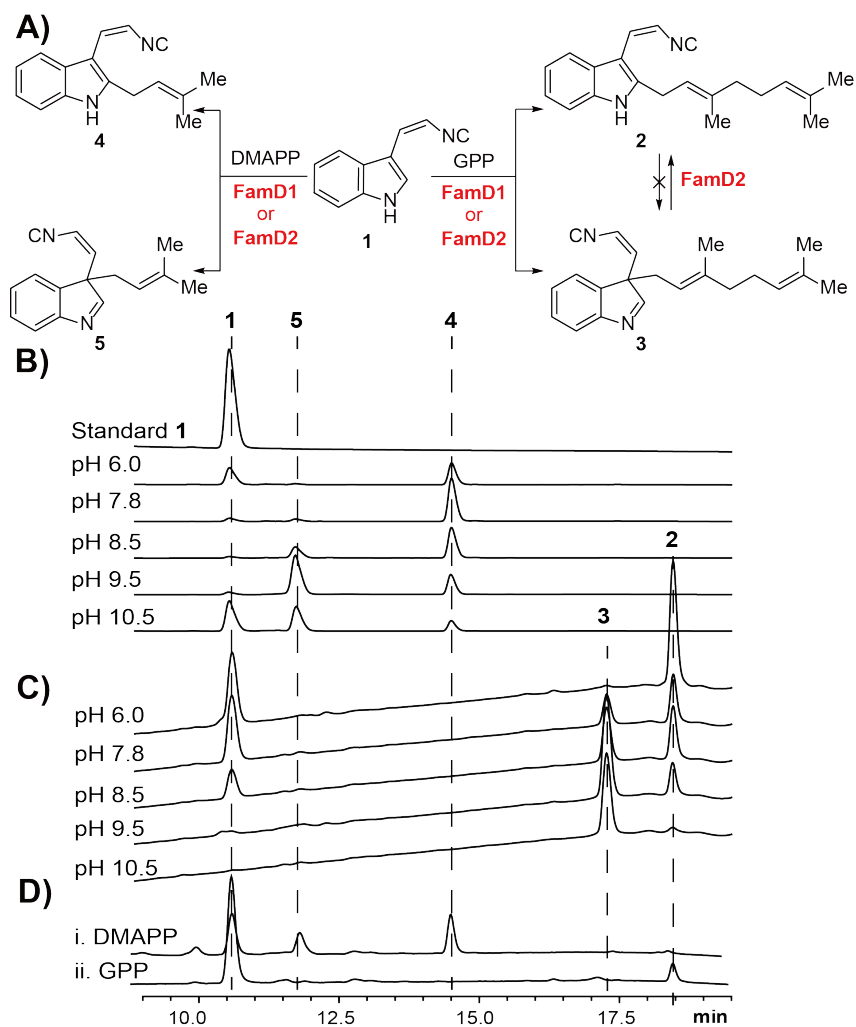 A)
NC
Me
Me
N
H
4
DMAPP
FamD1
or
FamD2
CN
Me
Me
N
5
NC
N
H
1
GPP
FamD1
or
FamD2
NC
N
H
Me
Me
Me
2
FamD2
CN
Me
Me
Me
N
3
1 5 4
B)
Standard 1
pH 6.0
pH 7.8
pH 8.5
pH 9.5
pH 10.5
2
3
C)
pH 6.0
pH 7.8
pH 8.5
pH 9.5
pH 10.5
D)
i. DMAPP
ii. GPP
10.0 12.5 15.0 17.5 min